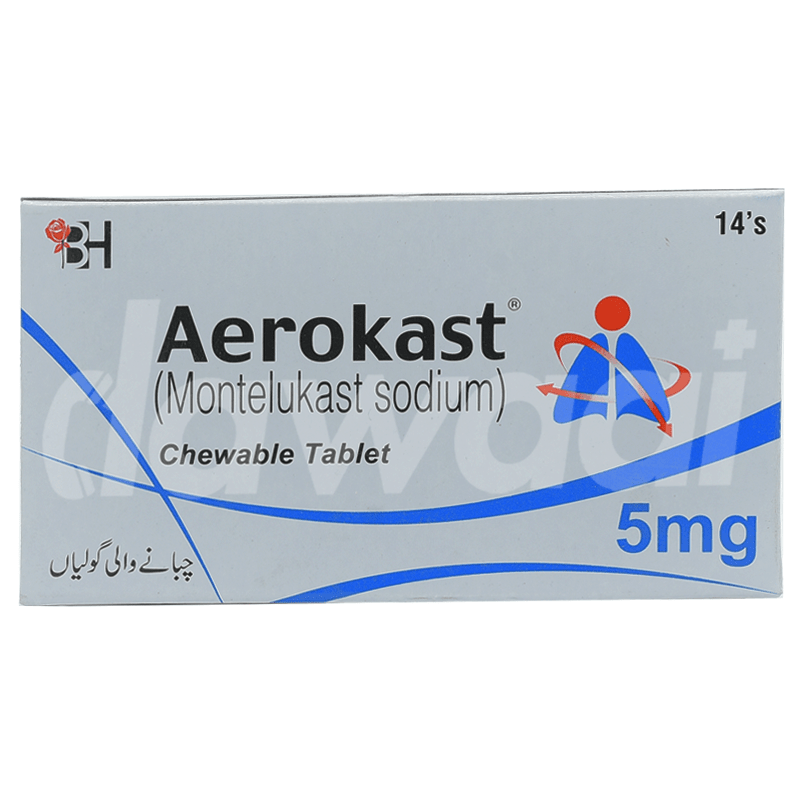 BH
14's
Aerokast®
(Montelukast sodium)
Chewable Tablet
dawaai
5mg
چبانے والی گولیاں